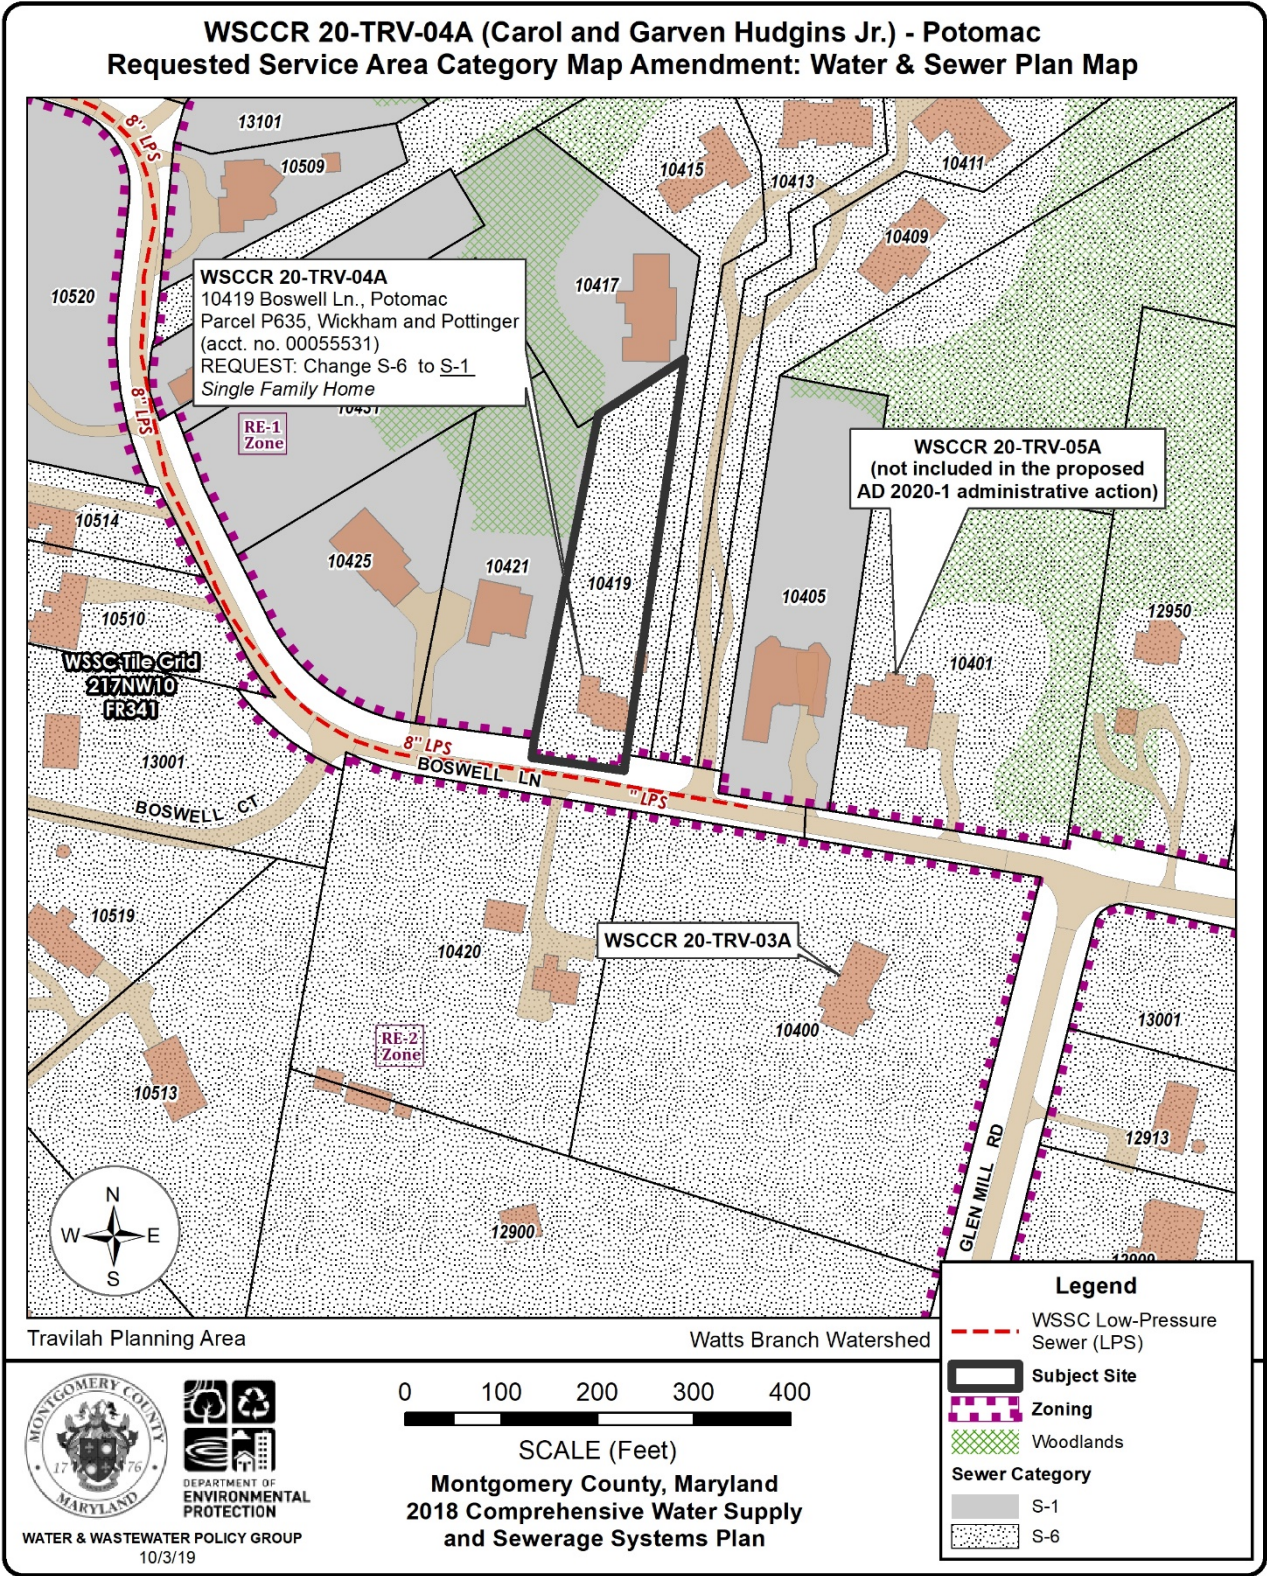 WSCCR 20-TRV-04A (Carol and Garven Hudgins Jr.) - Potomac
Requested Service Area Category Map Amendment: Water & Sewer Plan Map
8" LPS
13101
10509
10415
10413
10411
10409
10520
10417
WSCCR 20-TRV-04A
10419 Boswell Ln., Potomac
Parcel P635, Wickham and Pottinger
(acct. no. 00055531)
REQUEST: Change S-6 to S-1
Single Family Home
8" LPS
10431
RE-1
Zone
WSCCR 20-TRV-05A
(not included in the proposed
AD 2020-1 administrative action)
10514
10425
10421
10419
10405
12950
10510
10401
WSSC Tile Grid
217NW10
FR341
13001
8" LPS
BOSWELL LN
" LPS
BOSWELL CT
10519
10420
WSCCR 20-TRV-03A
10400
13001
RE-2
Zone
10513
12913
GLEN MILL RD
N
W
E
S
12900
12909
Travilah Planning Area
Watts Branch Watershed
Legend
WSSC Low-Pressure
Sewer (LPS)
Subject Site
Zoning
Woodlands
Sewer Category
S-1
S-6
MONTGOMERY COUNTY
17 76
MARYLAND
DEPARTMENT OF
ENVIRONMENTAL
PROTECTION
WATER & WASTEWATER POLICY GROUP
10/3/19
0 100 200 300 400
SCALE (Feet)
Montgomery County, Maryland
2018 Comprehensive Water Supply
and Sewerage Systems Plan